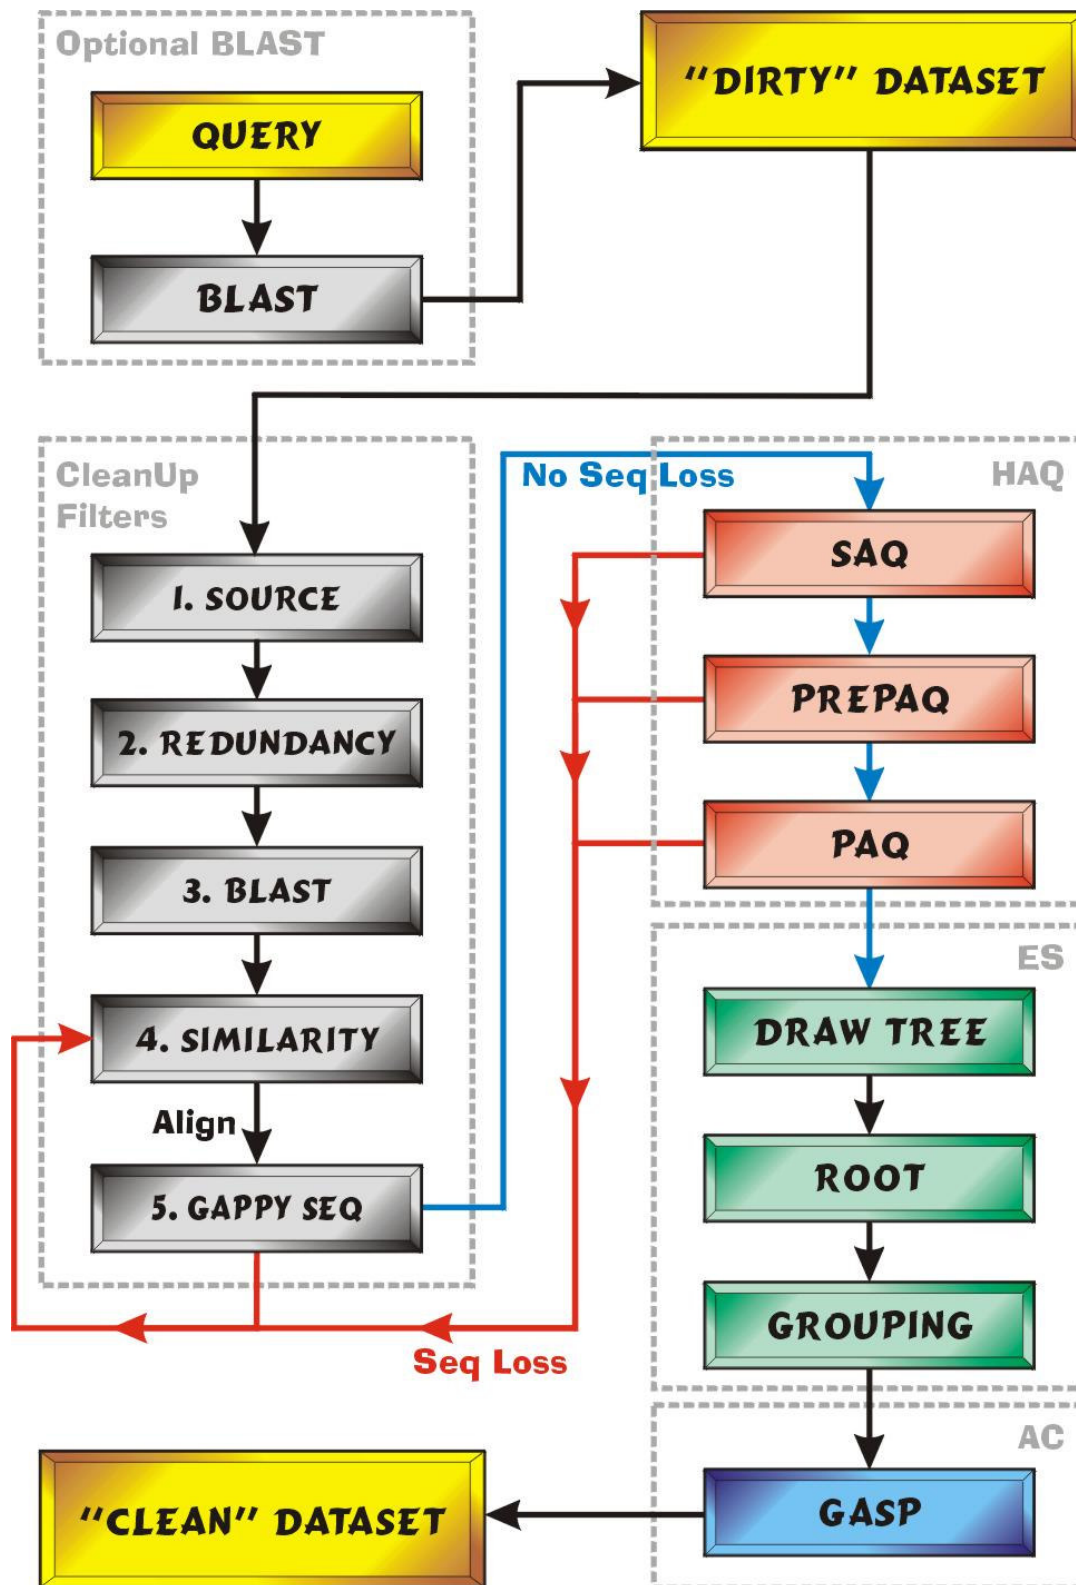 Optional BLAST
QUERY
BLAST
"DIRTY" DATASET
CleanUp
Filters
1. SOURCE
2. REDUNDANCY
3. BLAST
4. SIMILARITY
Align
5. GAPPY SEQ
No Seq Loss
HAQ
SAQ
PREPAQ
PAQ
ES
DRAW TREE
ROOT
GROUPING
Seq Loss
AC
GASP
"CLEAN" DATASET